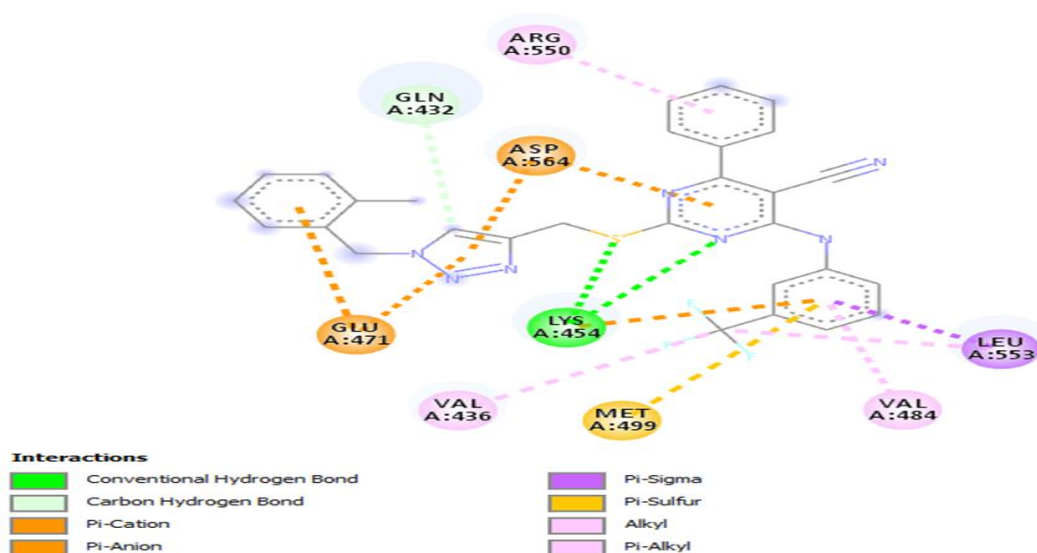 ARG
A:550
GLN
A:432
ASP
A:564
N
N
S
N
N
N
N
N
GLU
A:471
LYS
A:454
F
F
F
LEU
A:553
VAL
A:436
MET
A:499
VAL
A:484
Interactions
Conventional Hydrogen Bond
Carbon Hydrogen Bond
Pi-Cation
Pi-Anion
Pi-Sigma
Pi-Sulfur
Alkyl
Pi-Alkyl